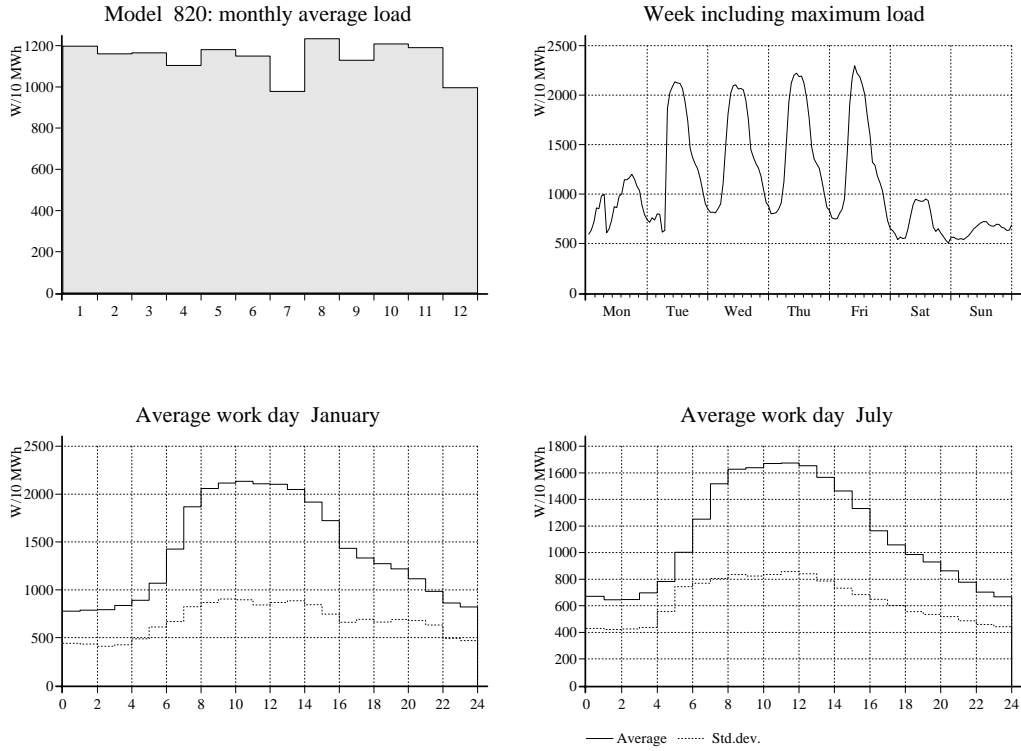 Model 820: monthly average load
W/10 MWh
1200
1000
800
600
400
200
0
1 2 3 4 5 6 7 8 9 10 11 12
Week including maximum load
W/10 MWh
2500
2000
1500
1000
500
0
Mon Tue Wed Thu Fri Sat Sun
Average work day January
W/10 MWh
2500
2000
1500
1000
500
0
0 2 4 6 8 10 12 14 16 18 20 22 24
Average work day July
W/10 MWh
1800
1600
1400
1200
1000
800
600
400
200
0
0 2 4 6 8 10 12 14 16 18 20 22 24
Average Std.dev.